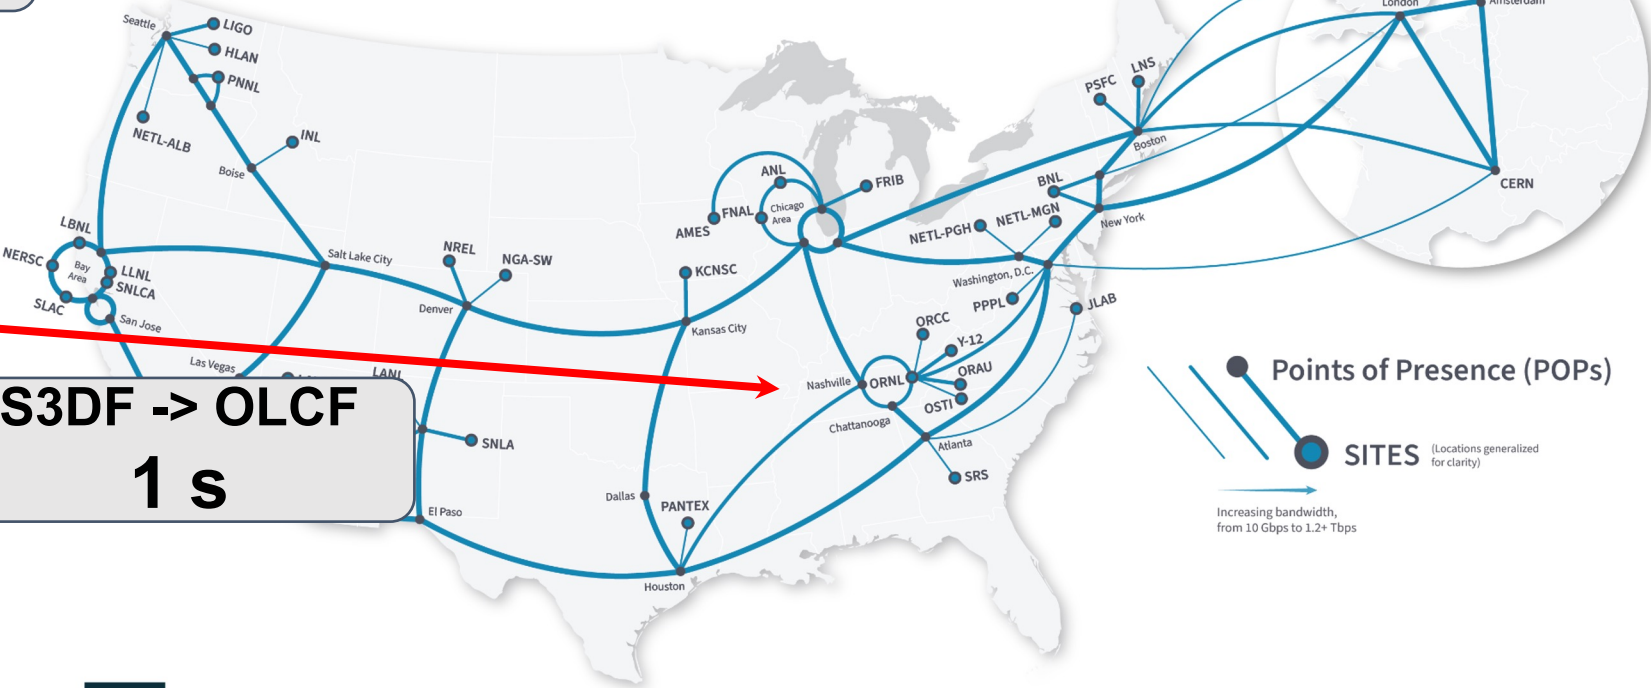 London
Amsterdam
Seattle
LIGO
HLAN
PNNL
NETL-ALB
INL
Boise
PSFC
LNS
Boston
CERN
ANL
FRIB
FNAL
Chicago
Area
AMES
BNL
NETL-MGN
NETL-PGH
New York
Washington, D.C.
LBNL
NERSC
Bay
Area
LLNL
SNLCA
SLAC
San Jose
Salt Lake City
NREL
NGA-SW
KCNSC
Denver
Kansas City
PPPL
JLAB
ORCC
Y-12
Las Vegas
LANL
Nashville
ORNL
ORAU
OSTI
Chattanooga
Atlanta
SRS
S3DF -> OLCF
1 s
SNLA
El Paso
Dallas
PANTEX
Houston
Points of Presence (POPs)
SITES
(Locations generalized
for clarity)
Increasing bandwidth,
from 10 Gbps to 1.2+ Tbps